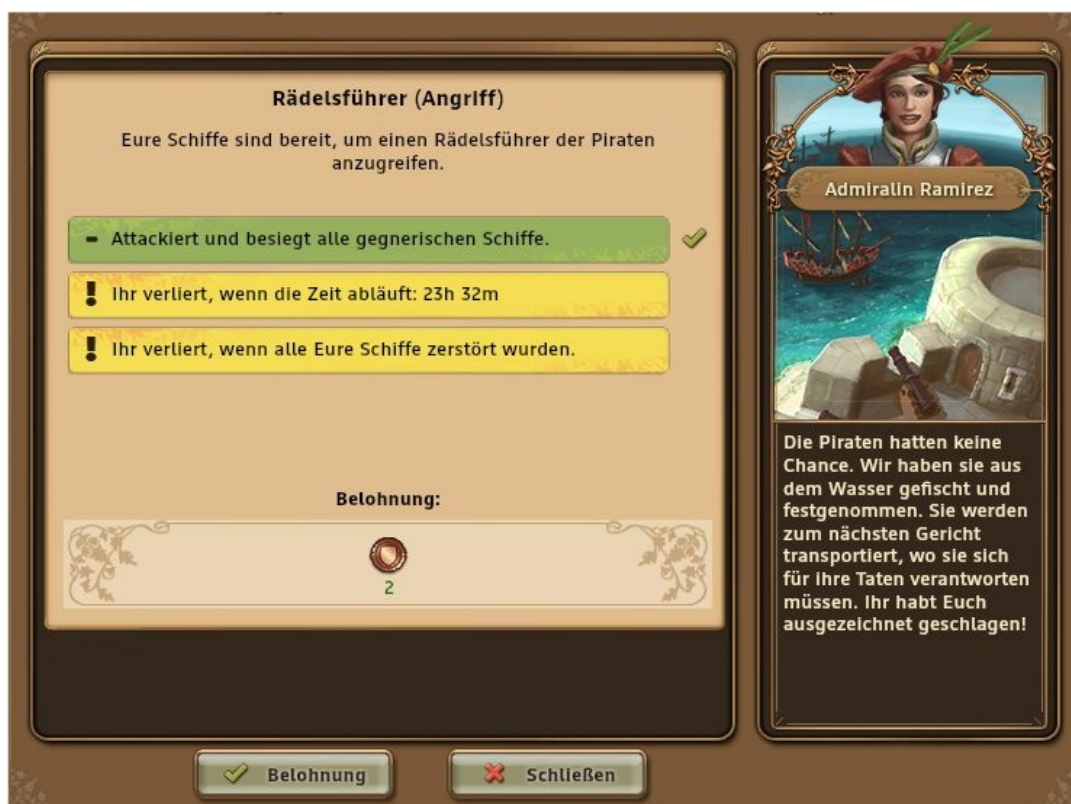 Rädelsführer (Angriff)
Eure Schiffe sind bereit, um einen Rädelsführer der Piraten
anzugreifen.
- Attackiert und besiegt alle gegnerischen Schiffe.
! Ihr verliert, wenn die Zeit abläuft: 23h 32m
! Ihr verliert, wenn alle Eure Schiffe zerstört wurden.
Belohnung:
2
Belohnung
Schließen
Admiralin Ramirez
Die Piraten hatten keine
Chance. Wir haben sie aus
dem Wasser gefischt und
festgenommen. Sie werden
zum nächsten Gericht
transportiert, wo sie sich
für ihre Taten verantworten
müssen. Ihr habt Euch
ausgezeichnet geschlagen!